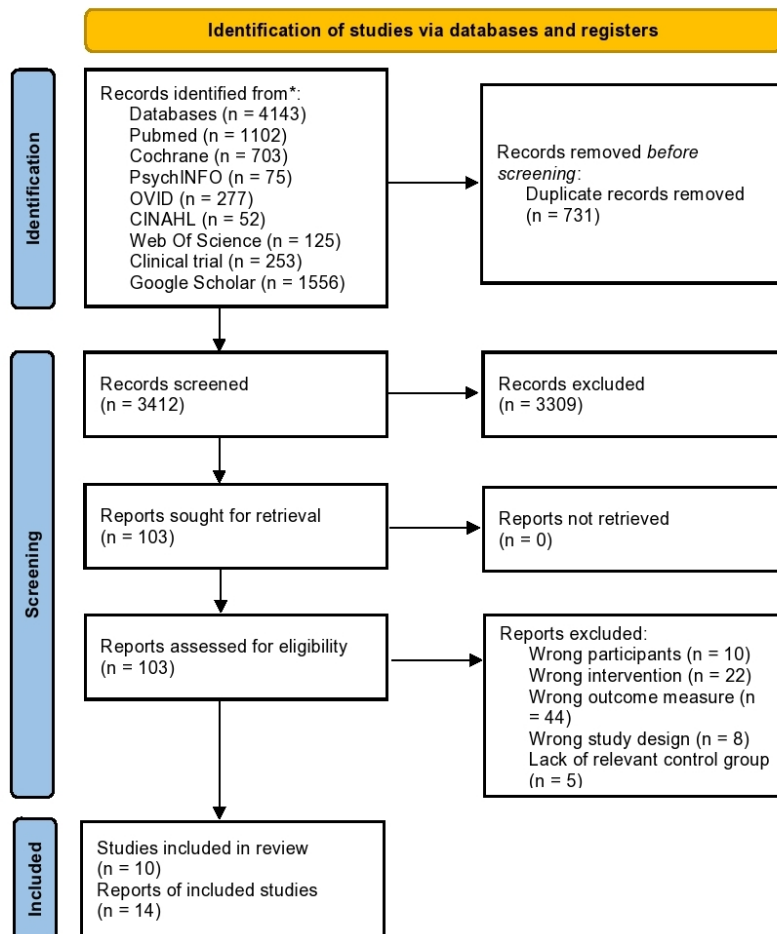 Identification of studies via databases and registers
Identification
Records identified from*:
Databases (n = 4143)
Pubmed (n = 1102)
Cochrane (n = 703)
PsychINFO (n = 75)
OVID (n = 277)
CINAHL (n = 52)
Web Of Science (n = 125)
Clinical trial (n = 253)
Google Scholar (n = 1556)
Records removed before
screening:
Duplicate records removed
(n = 731)
Screening
Records screened
(n = 3412)
Records excluded
(n = 3309)
Reports sought for retrieval
(n = 103)
Reports not retrieved
(n = 0)
Reports assessed for eligibility
(n = 103)
Reports excluded:
Wrong participants (n = 10)
Wrong intervention (n = 22)
Wrong outcome measure (n
= 44)
Wrong study design (n = 8)
Lack of relevant control group
(n = 5)
Included
Studies included in review
(n = 10)
Reports of included studies
(n = 14)